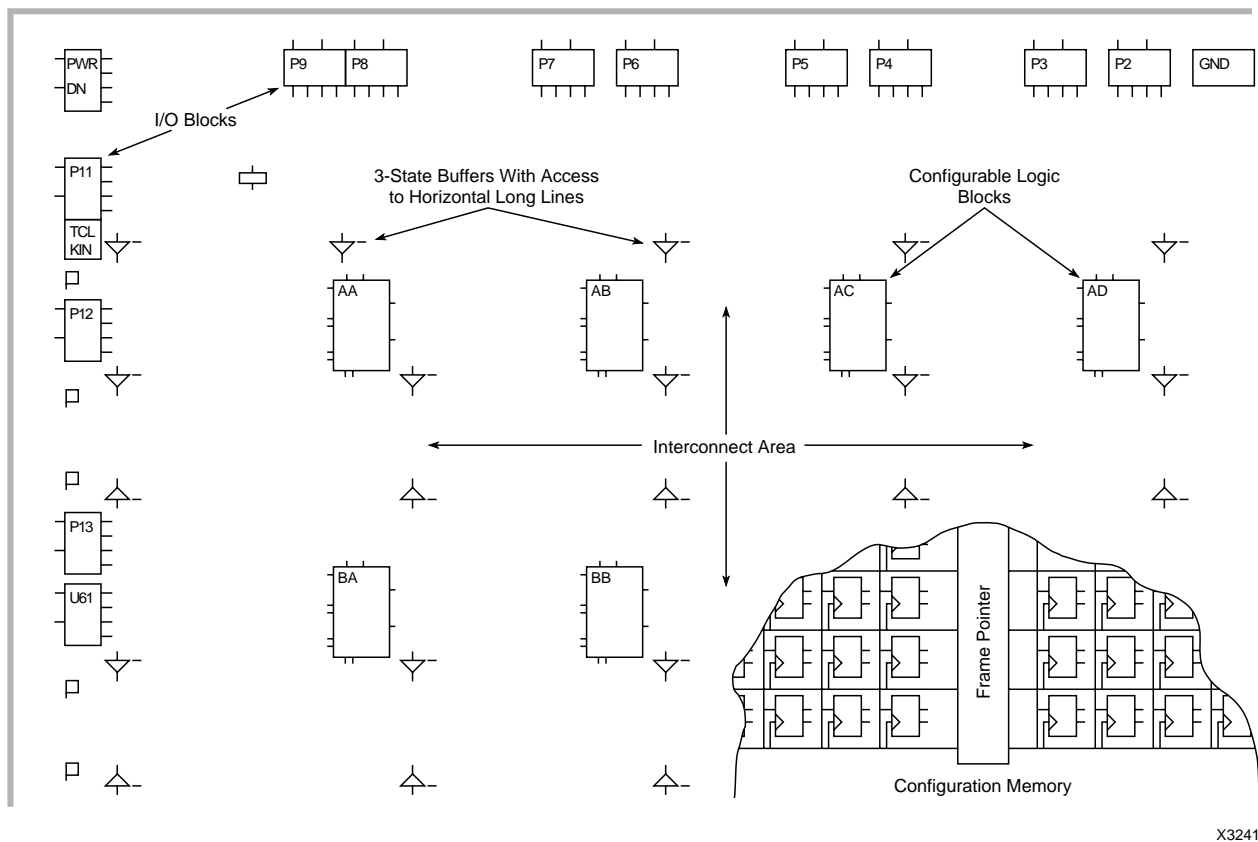 PWR
DN
P9
P8
P7
P6
P5
P4
P3
P2
GND
I/O Blocks
P11
3-State Buffers With Access
to Horizontal Long Lines
Configurable Logic
Blocks
TCL
KIN
AA
AB
AC
AD
P12
Interconnect Area
P13
BA
BB
U61
Frame Pointer
Configuration Memory
X3241